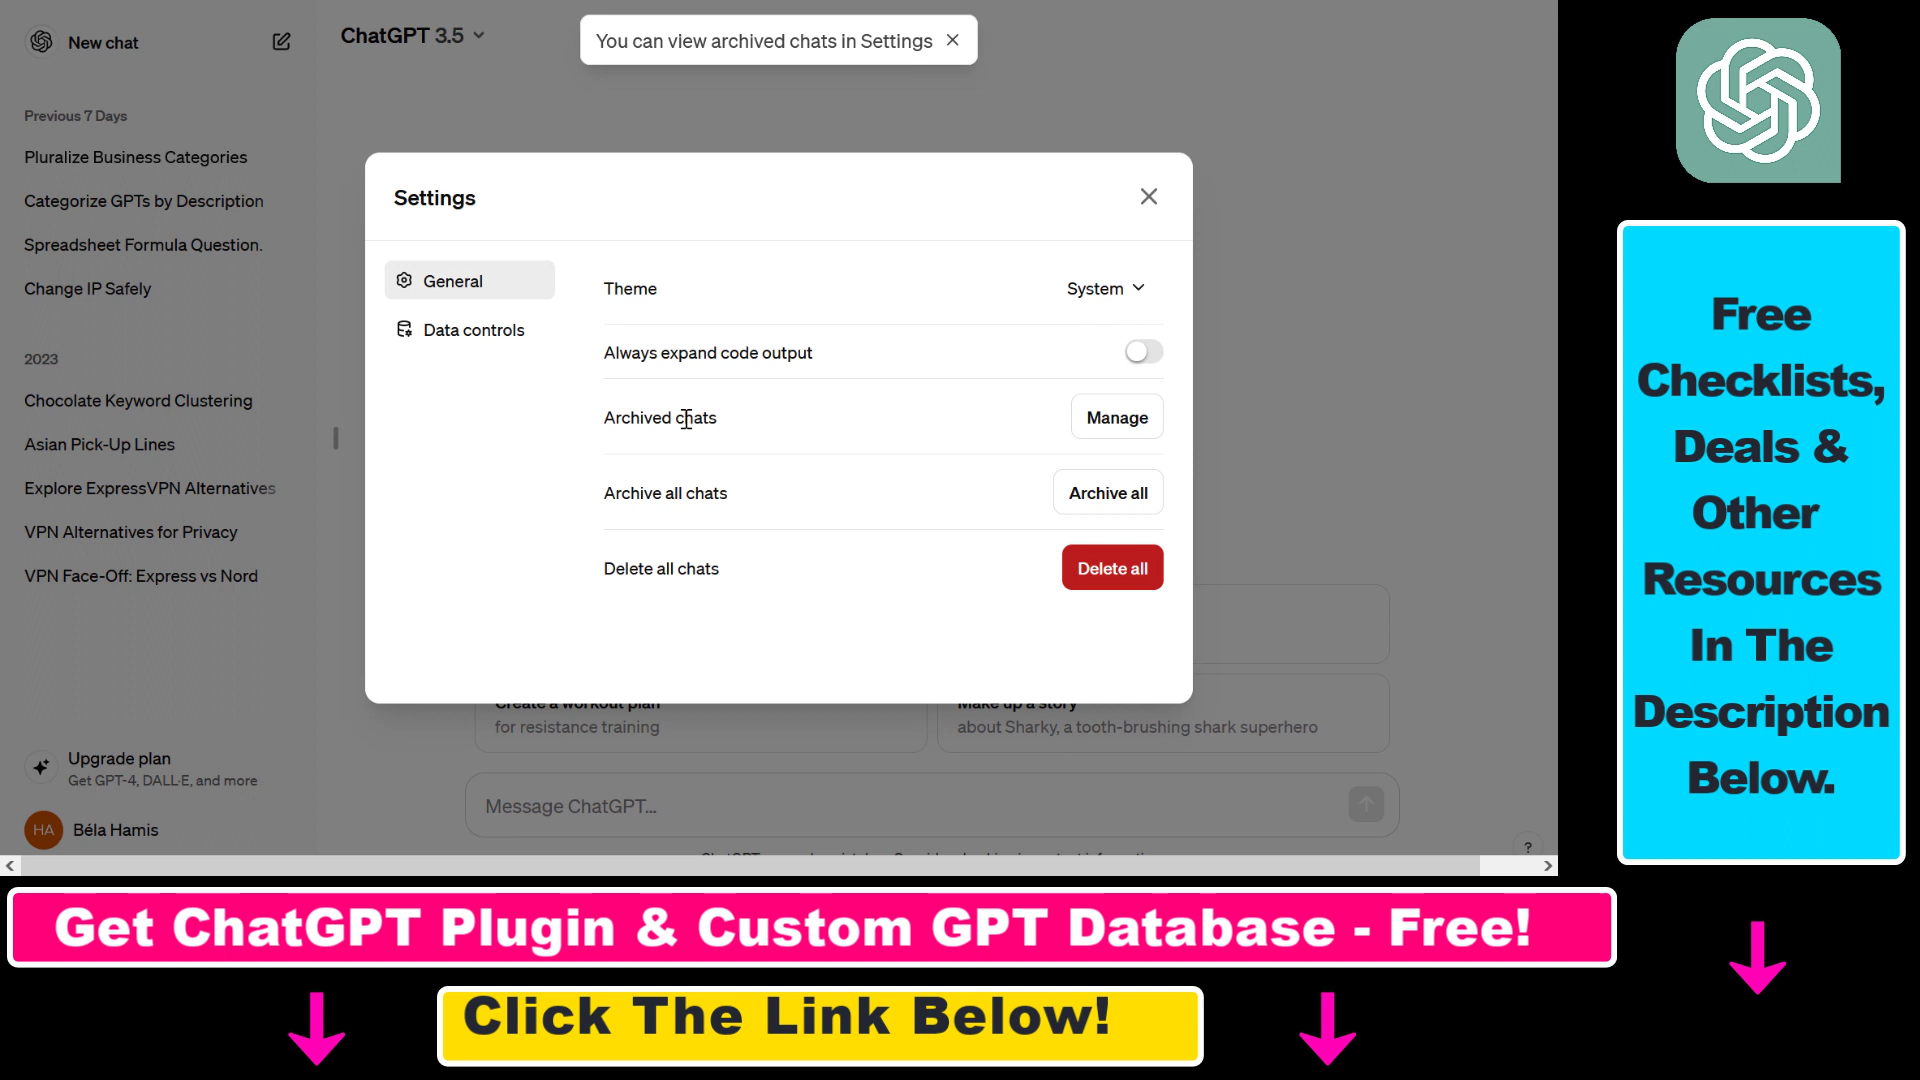 New chat
ChatGPT 3.5
You can view archived chats in Settings
Previous 7 Days
Pluralize Business Categories
Categorize GPTs by Description
Spreadsheet Formula Question.
Change IP Safely
2023
Chocolate Keyword Clustering
Asian Pick-Up Lines
Explore ExpressVPN Alternatives
VPN Alternatives for Privacy
VPN Face-Off: Express vs Nord
Upgrade plan
Get GPT-4, DALL·E, and more
HA
Béla Hamis
Settings
General
Data controls
Theme
System
Always expand code output
Archived chats
Manage
Archive all chats
Archive all
Delete all chats
Delete all
Create a workout plan
for resistance training
Make up a story
about Sharky, a tooth-brushing shark superhero
Message ChatGPT...
?
Free
Checklists,
Deals &
Other
Resources
In The
Description
Below.
Get ChatGPT Plugin & Custom GPT Database - Free!
Click The Link Below!